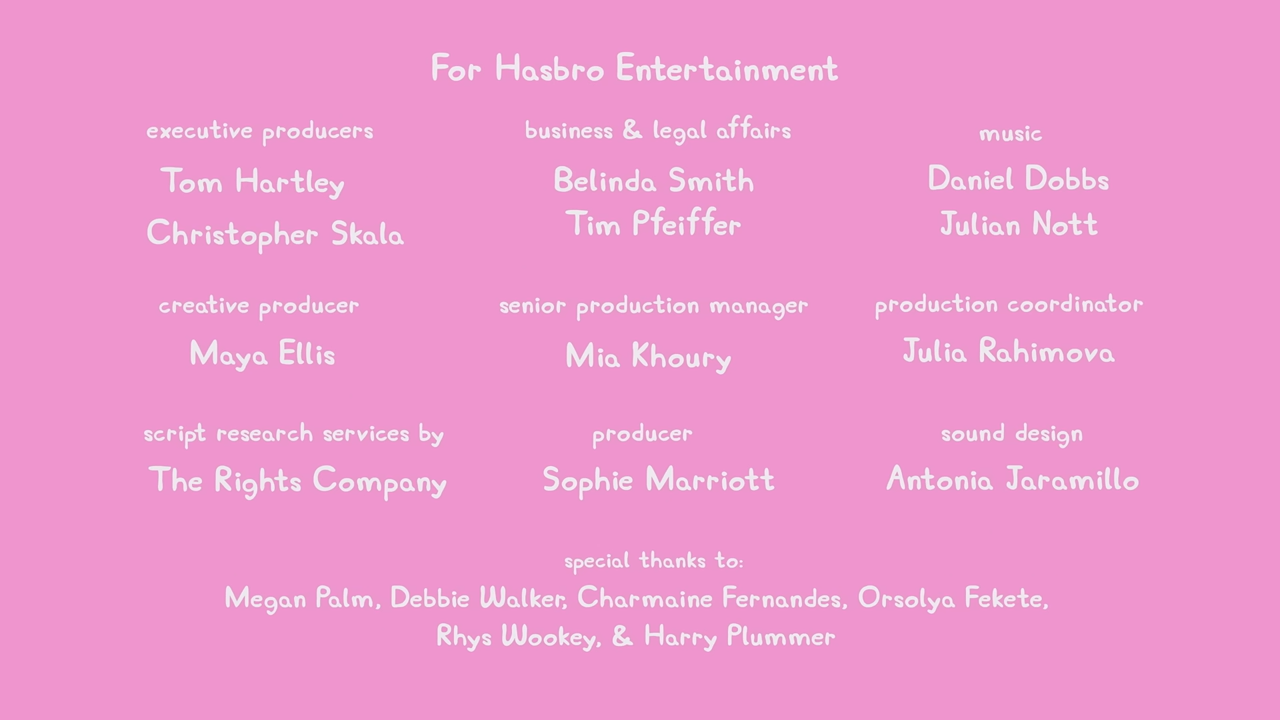 For Hasbro Entertainment
executive producers
Tom Hartley
Christopher Skala
business & legal affairs
Belinda Smith
Tim Pfeiffer
music
Daniel Dobbs
Julian Nott
creative producer
Maya Ellis
senior production manager
Mia Khoury
production coordinator
Julia Rahimova
script research services by
The Rights Company
producer
Sophie Marriott
sound design
Antonia Jaramillo
special thanks to:
Megan Palm, Debbie Walker, Charmaine Fernandes, Orsolya Fekete,
Rhys Wookey, & Harry Plummer